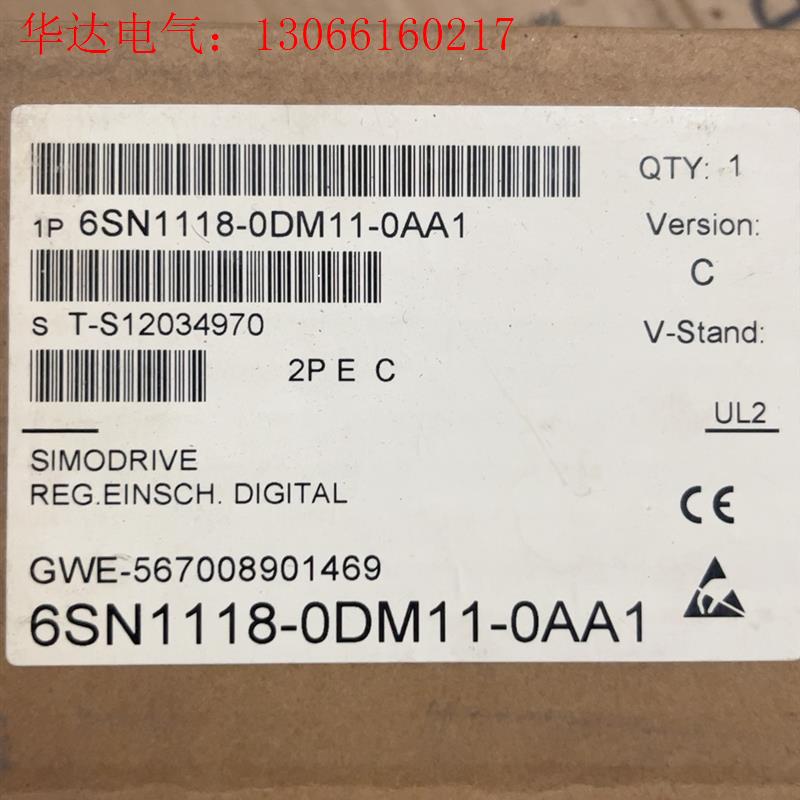 华达电气：13066160217
QTY: 1
1P 6SN1118-0DM11-0AA1
Version:
C
S T-S12034970
V-Stand:
2P E C
UL2
SIMODRIVE
REG.EINSCH. DIGITAL
CE
GWE-567008901469
6SN1118-0DM11-0AA1